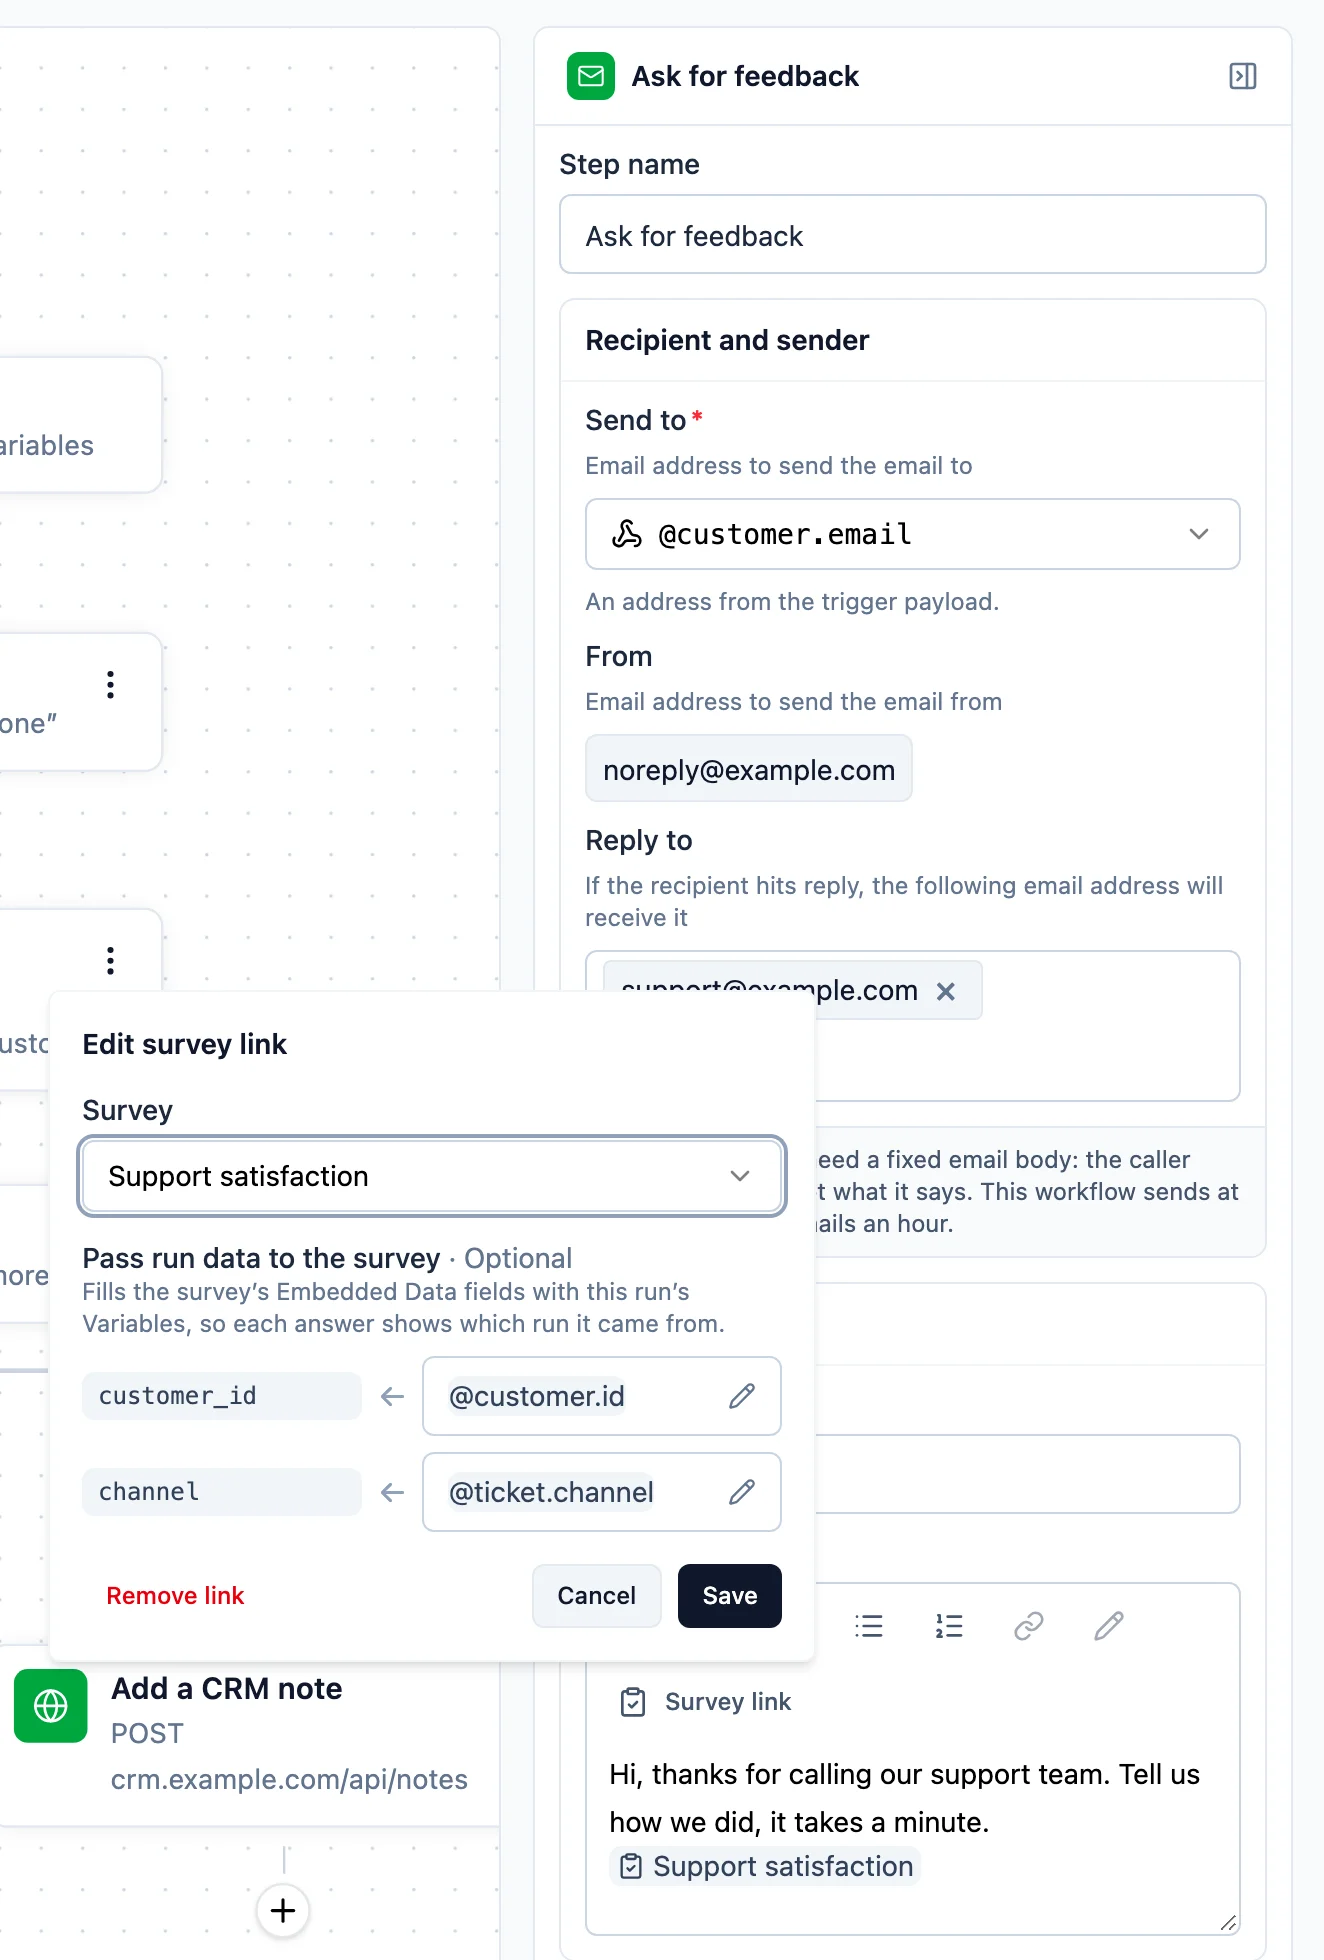 Ask for feedback
Step name
Ask for feedback
Recipient and sender
Send to*
Email address to send the email to
@customer.email
An address from the trigger payload.
From
Email address to send the email from
noreply@example.com
Reply to
If the recipient hits reply, the following email address will
receive it
support@example.com
ariables
one”
usto
more
eed a fixed email body: the caller
t what it says. This workflow sends at
ails an hour.
Edit survey link
Survey
Support satisfaction
Pass run data to the survey · Optional
Fills the survey’s Embedded Data fields with this run’s
Variables, so each answer shows which run it came from.
customer_id ← @customer.id
channel ← @ticket.channel
Remove link
Cancel
Save
Add a CRM note
POST
crm.example.com/api/notes
Survey link
Hi, thanks for calling our support team. Tell us
how we did, it takes a minute.
Support satisfaction